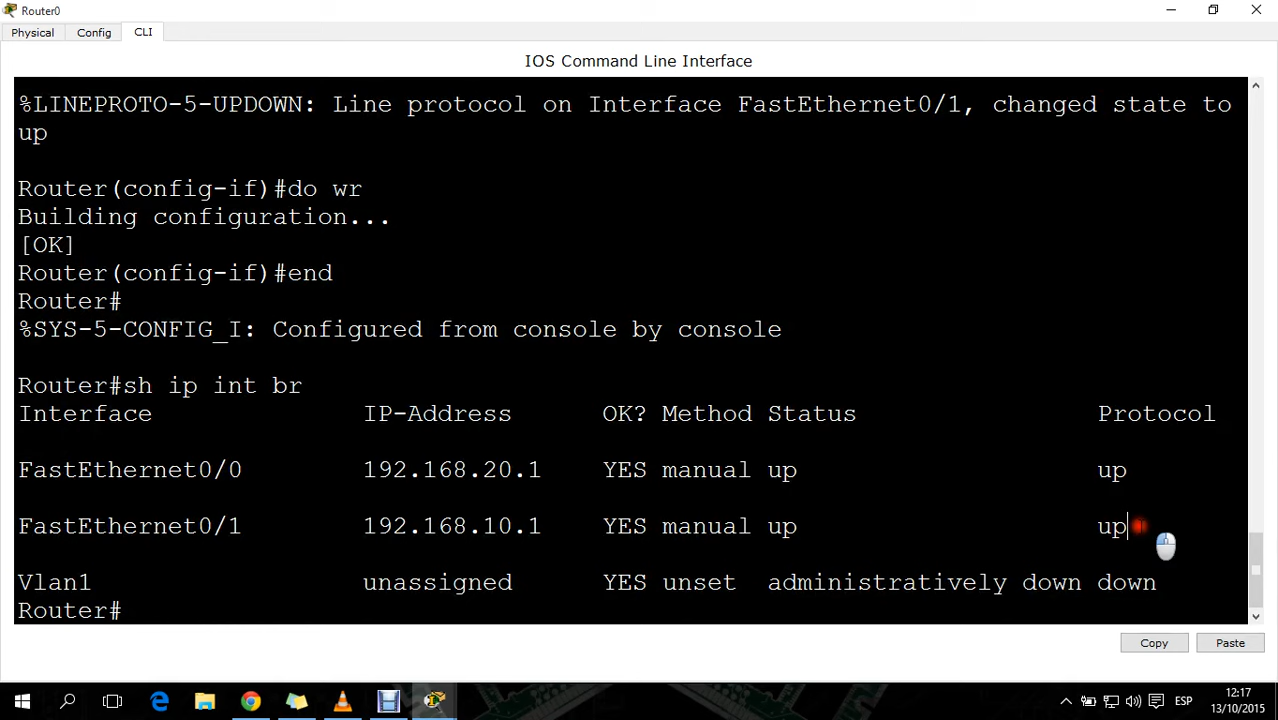 Router0
Physical Config CLI
IOS Command Line Interface
%LINEPROTO-5-UPDOWN: Line protocol on Interface FastEthernet0/1, changed state to
up
Router(config-if)#do wr
Building configuration...
[OK]
Router(config-if)#end
Router#
%SYS-5-CONFIG_I: Configured from console by console
Router#sh ip int br
Interface IP-Address OK? Method Status Protocol
FastEthernet0/0 192.168.20.1 YES manual up up
FastEthernet0/1 192.168.10.1 YES manual up up
Vlan1 unassigned YES unset administratively down down
Router#
Copy Paste
ESP 12:17
13/10/2015